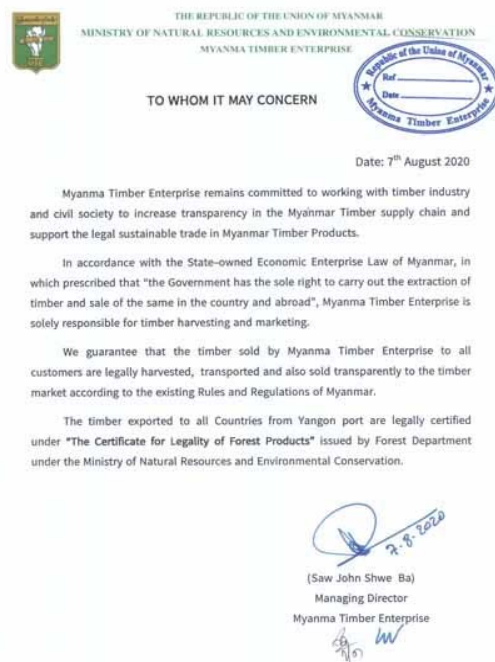 THE REPUBLIC OF THE UNION OF MYANMAR
MINISTRY OF NATURAL RESOURCES AND ENVIRONMENTAL CONSERVATION
MYANMA TIMBER ENTERPRISE
Republic of the Union of Myanmar
Ref
Date
Myanma Timber Enterprise
TO WHOM IT MAY CONCERN
Date: 7th August 2020
Myanma Timber Enterprise remains committed to working with timber industry
and civil society to increase transparency in the Myanmar Timber supply chain and
support the legal sustainable trade in Myanmar Timber Products.
In accordance with the State-owned Economic Enterprise Law of Myanmar, in
which prescribed that "the Government has the sole right to carry out the extraction of
timber and sale of the same in the country and abroad", Myanma Timber Enterprise is
solely responsible for timber harvesting and marketing.
We guarantee that the timber sold by Myanma Timber Enterprise to all
customers are legally harvested, transported and also sold transparently to the timber
market according to the existing Rules and Regulations of Myanmar.
The timber exported to all Countries from Yangon port are legally certified
under "The Certificate for Legality of Forest Products" issued by Forest Department
under the Ministry of Natural Resources and Environmental Conservation.
7.8.2020
(Saw John Shwe Ba)
Managing Director
Myanma Timber Enterprise